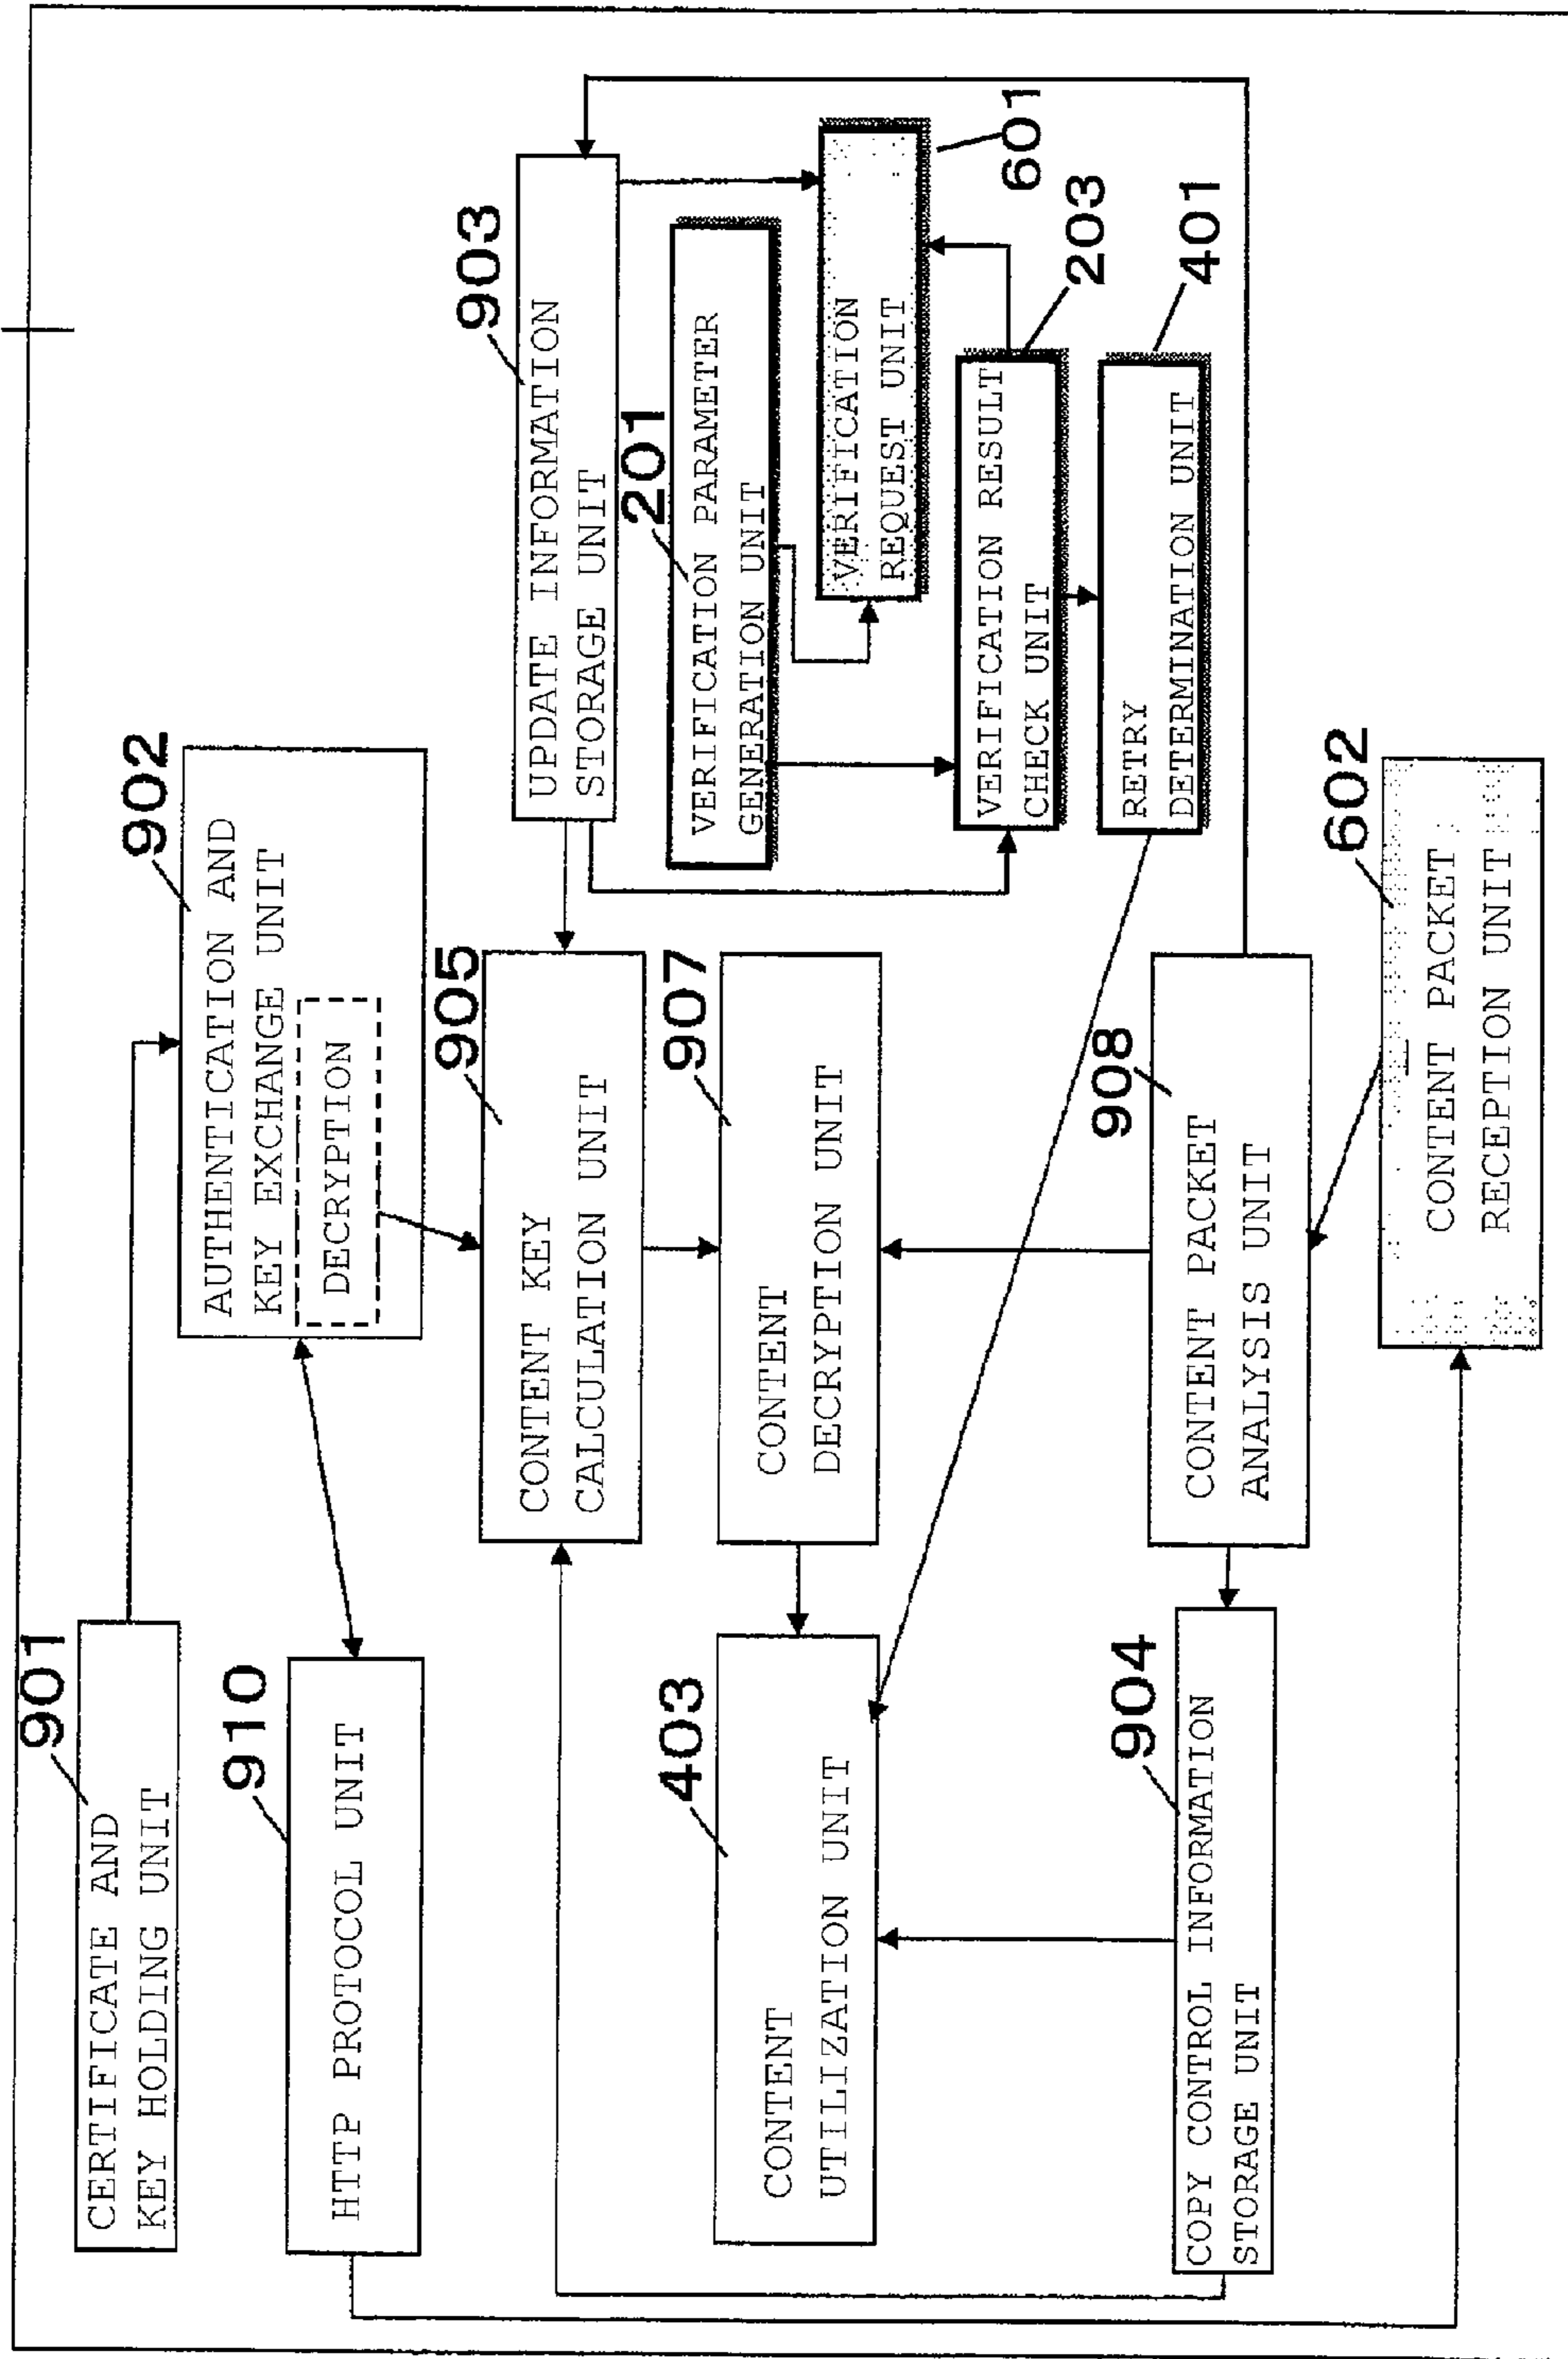 901
CERTIFICATE AND
KEY HOLDING UNIT
902
AUTHENTICATION AND
KEY EXCHANGE UNIT
DECRYPTION
910
HTTP PROTOCOL UNIT
903
UPDATE INFORMATION
STORAGE UNIT
905
CONTENT KEY
CALCULATION UNIT
201
VERIFICATION PARAMETER
GENERATION UNIT
403
CONTENT
UTILIZATION UNIT
907
CONTENT
DECRYPTION UNIT
VERIFICATION
REQUEST UNIT
601
VERIFICATION RESULT
CHECK UNIT
203
RETRY
DETERMINATION UNIT
401
904
COPY CONTROL INFORMATION
STORAGE UNIT
908
CONTENT PACKET
ANALYSIS UNIT
602
CONTENT PACKET
RECEPTION UNIT